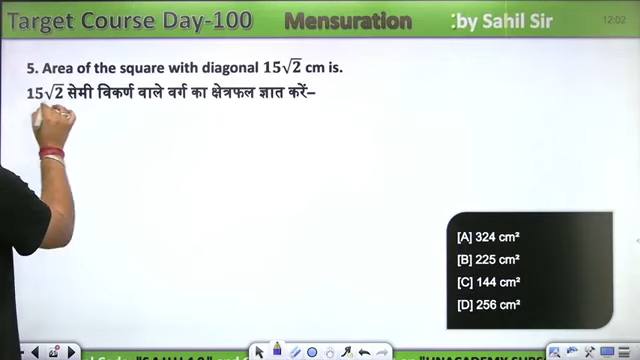 Target Course Day-100 Mensuration :by Sahil Sir 12:02
5. Area of the square with diagonal 15√2 cm is.
15√2 सेमी विकर्ण वाले वर्ग का क्षेत्रफल ज्ञात करें–
[A] 324 cm²
[B] 225 cm²
[C] 144 cm²
[D] 256 cm²